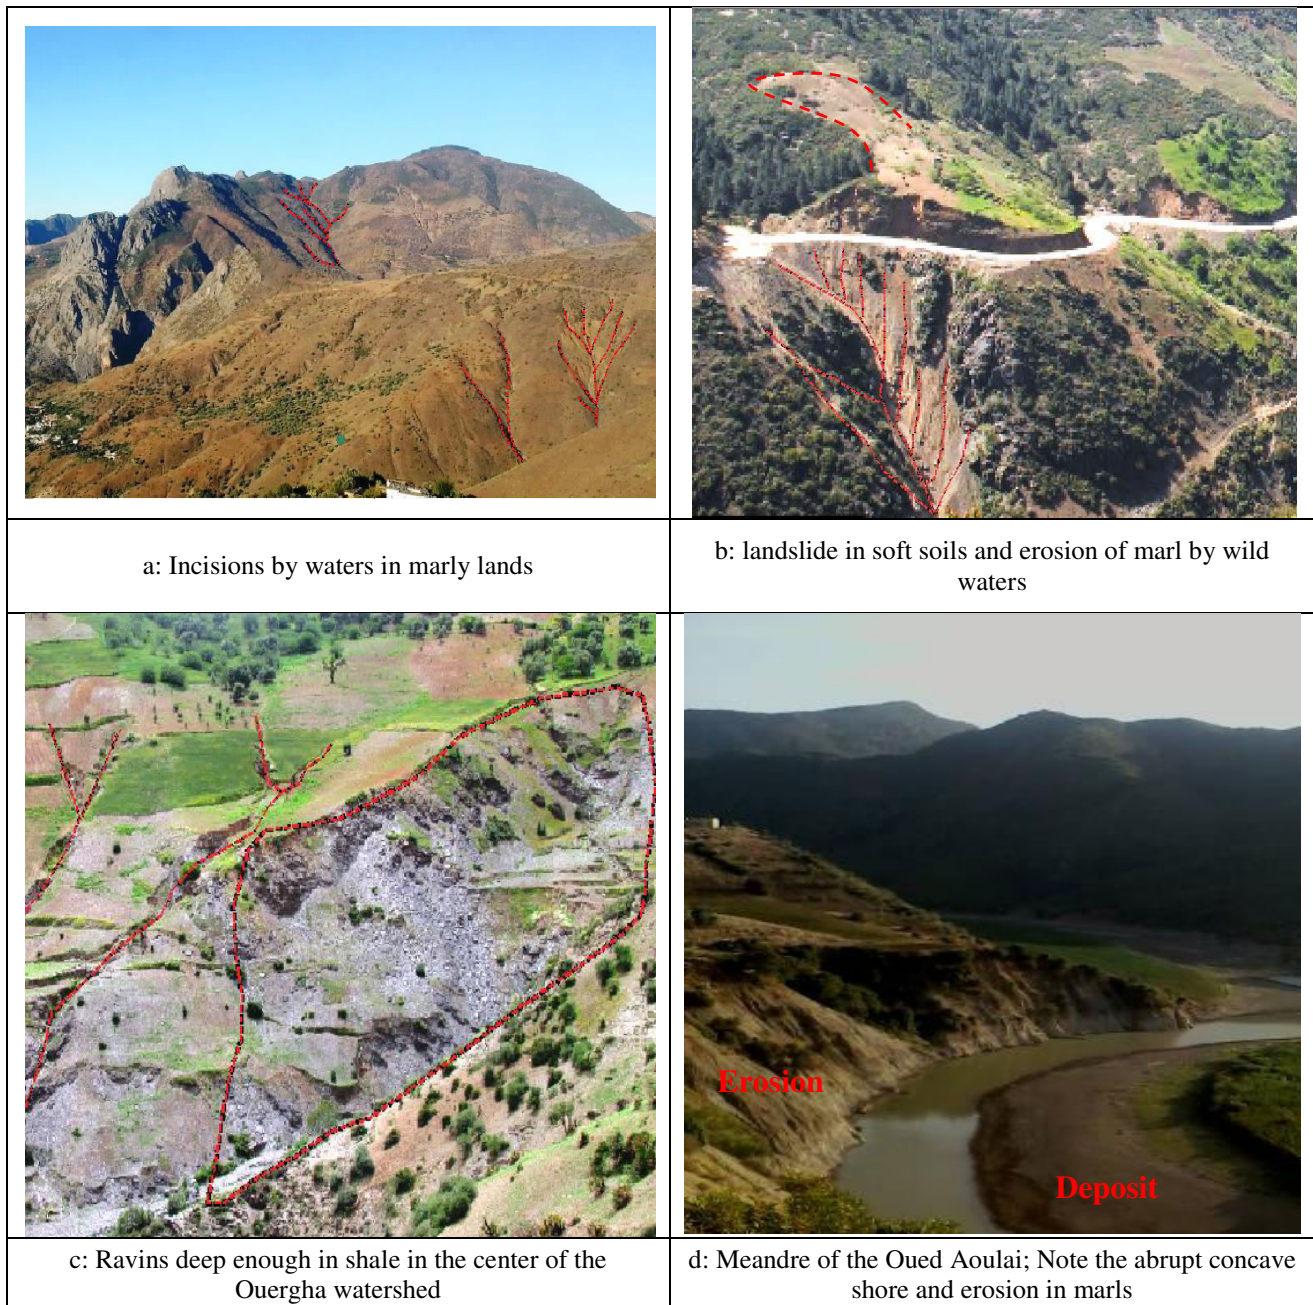 a: Incisions by waters in marly lands
b: landslide in soft soils and erosion of marl by wild
waters
Erosion
Deposit
c: Ravins deep enough in shale in the center of the
Ouergha watershed
d: Meandre of the Oued Aoulai; Note the abrupt concave
shore and erosion in marls